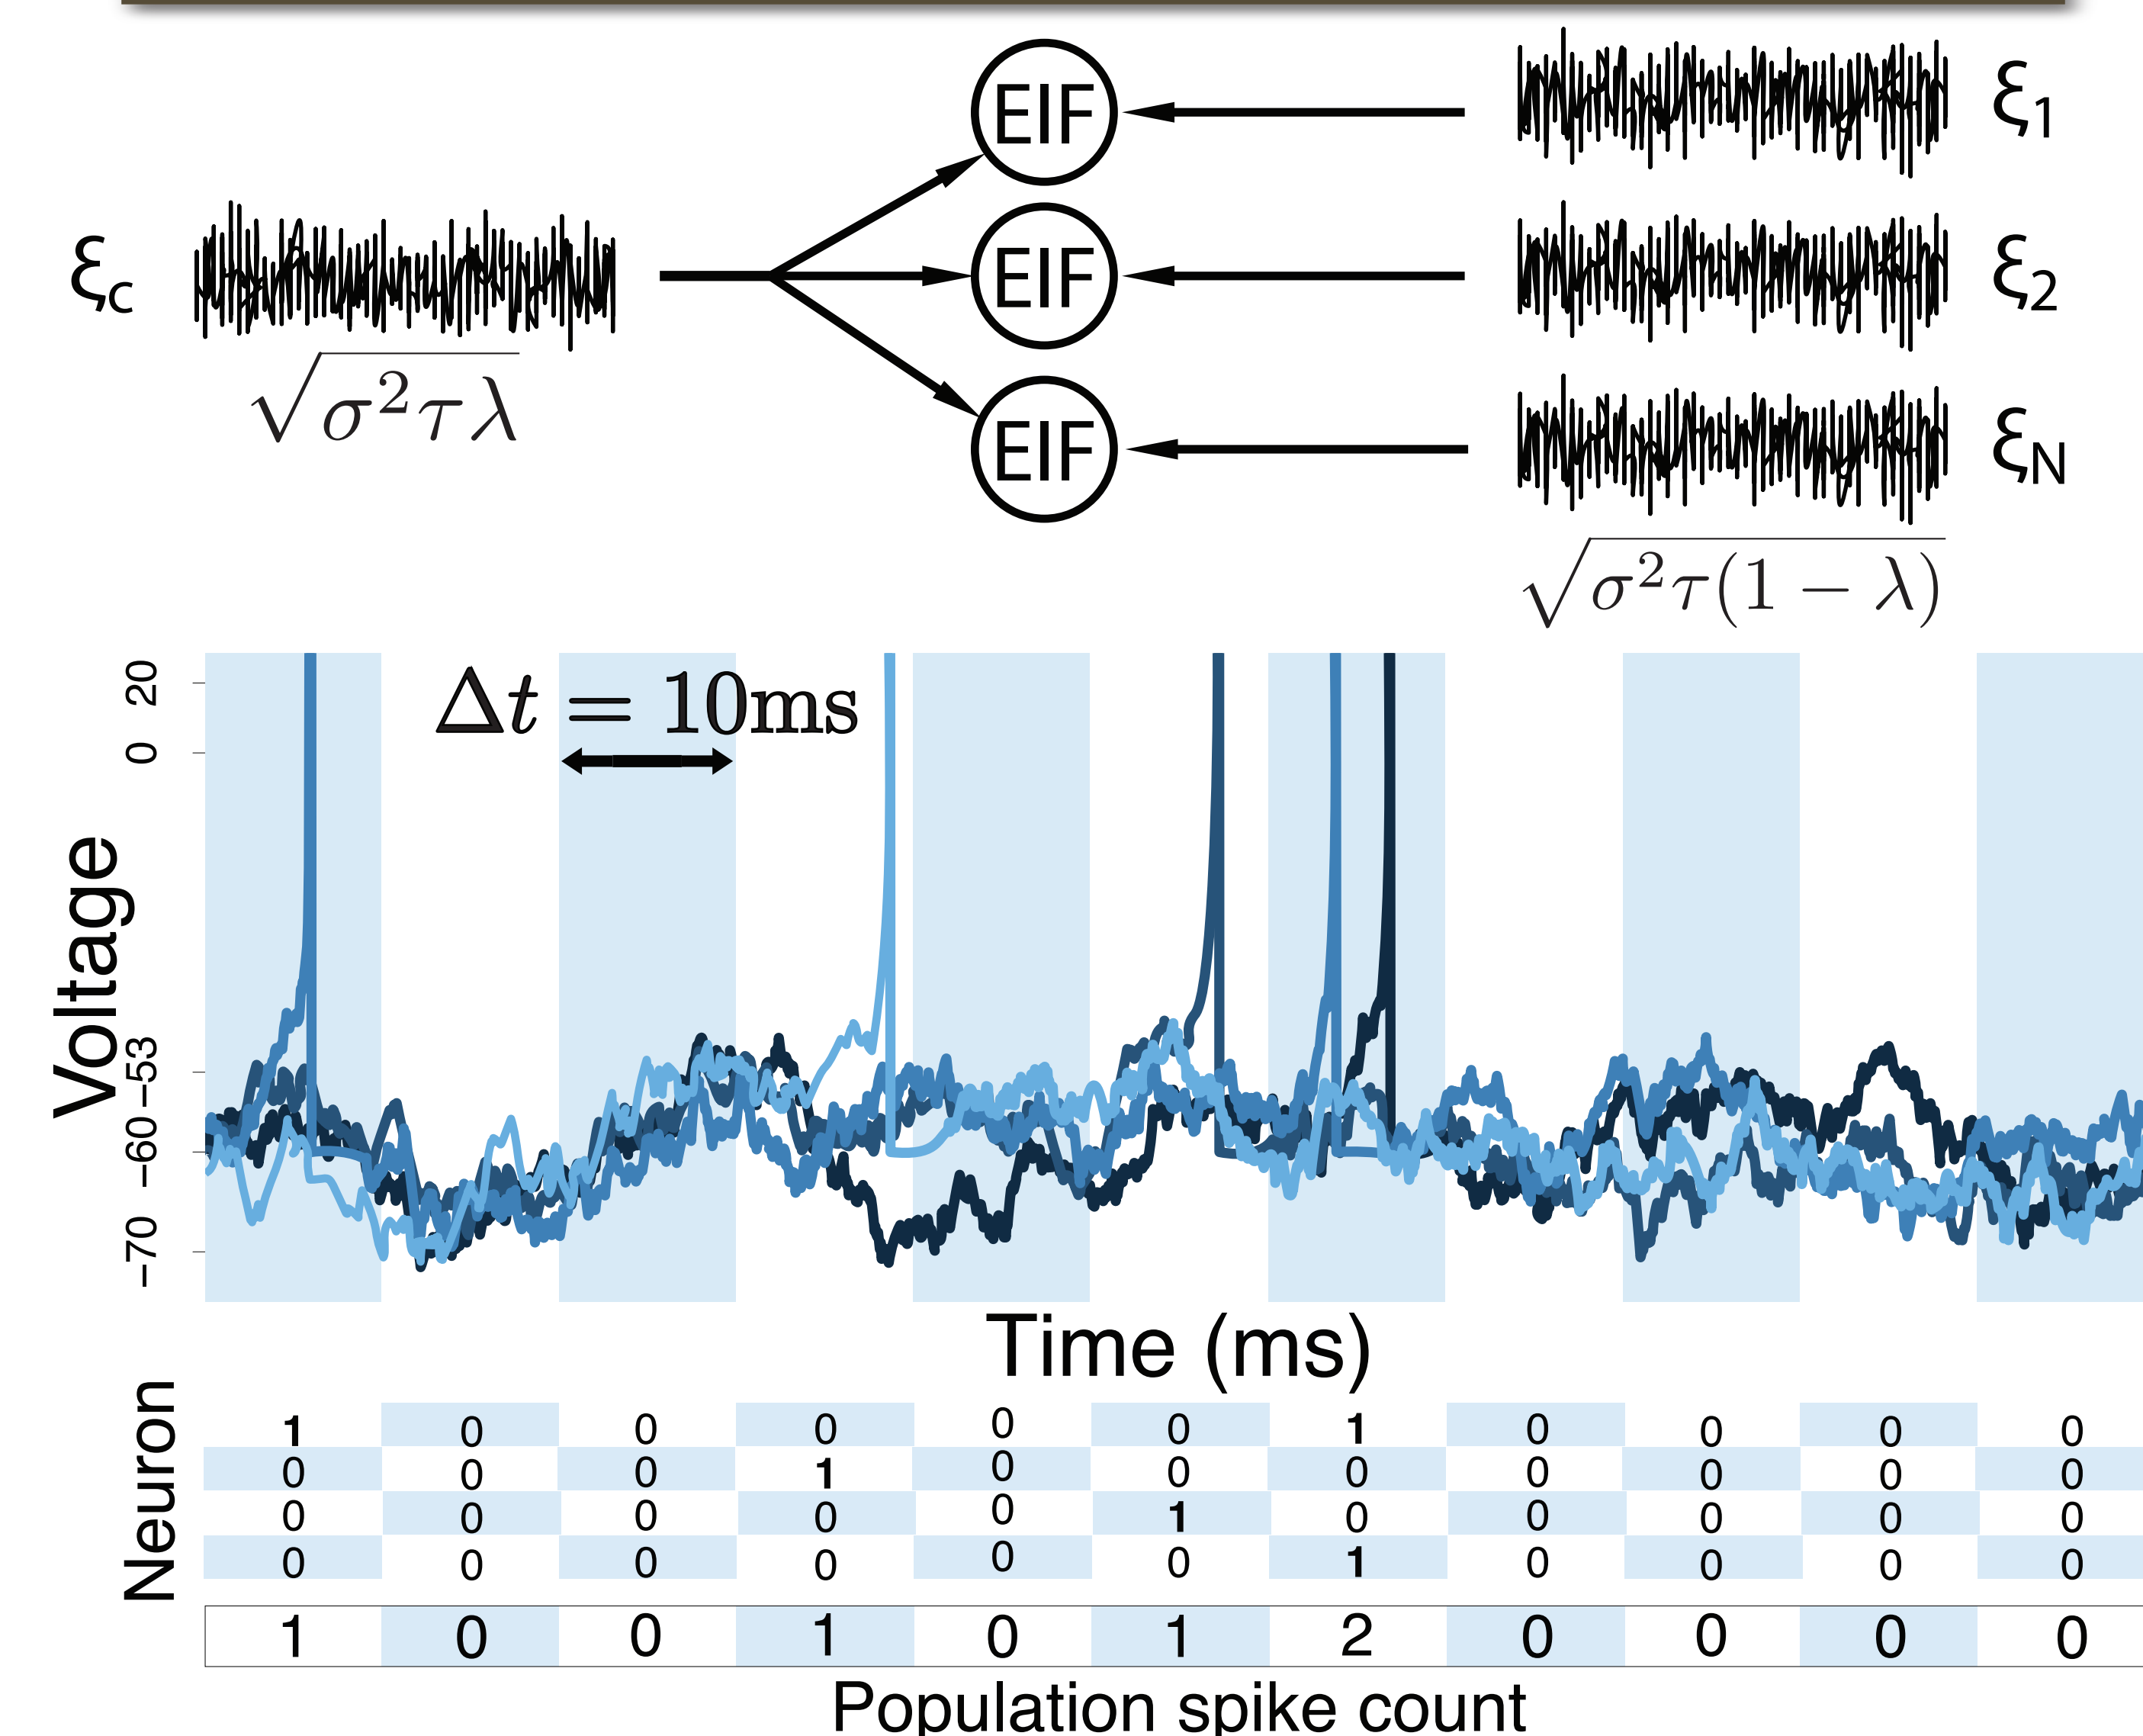 EIF
ξ1
ξc
EIF
ξ2
√σ²τλ
EIF
ξN
√σ²τ(1 − λ)
Δt = 10ms
Voltage
20
0
−53
−60
−70
Time (ms)
Neuron
1 0 0 0 0 0 1 0 0 0 0
0 0 0 1 0 0 0 0 0 0 0
0 0 0 0 0 1 0 0 0 0 0
0 0 0 0 0 0 1 0 0 0 0
1 0 0 1 0 1 2 0 0 0 0
Population spike count